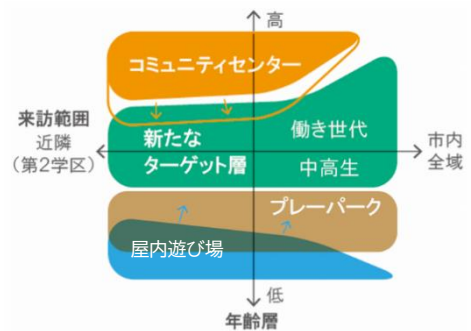 高
コミュニティセンター
来訪範囲
近隣
(第2学区)
新たな
ターゲット層
働き世代
中高生
市内
全域
プレーパーク
屋内遊び場
低
年齢層